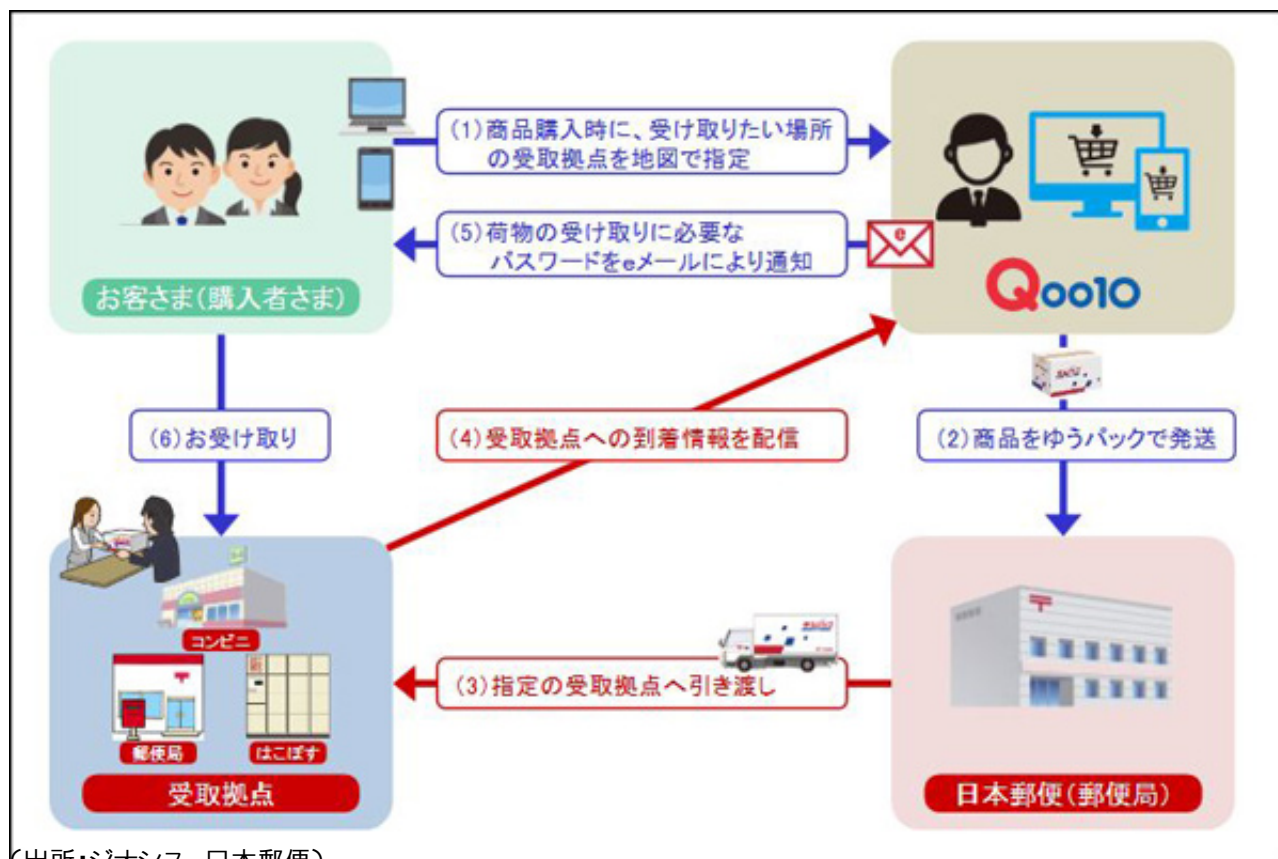 (1)商品購入時に、受け取りたい場所
の受取拠点を地図で指定
(5)荷物の受け取りに必要な
パスワードをeメールにより通知
お客さま(購入者さま)
e
Qoo10
(6)お受け取り
(4)受取拠点への到着情報を配信
(2)商品をゆうパックで発送
コンビニ
(3)指定の受取拠点へ引き渡し
郵便局
はこぽす
受取拠点
日本郵便(郵便局)